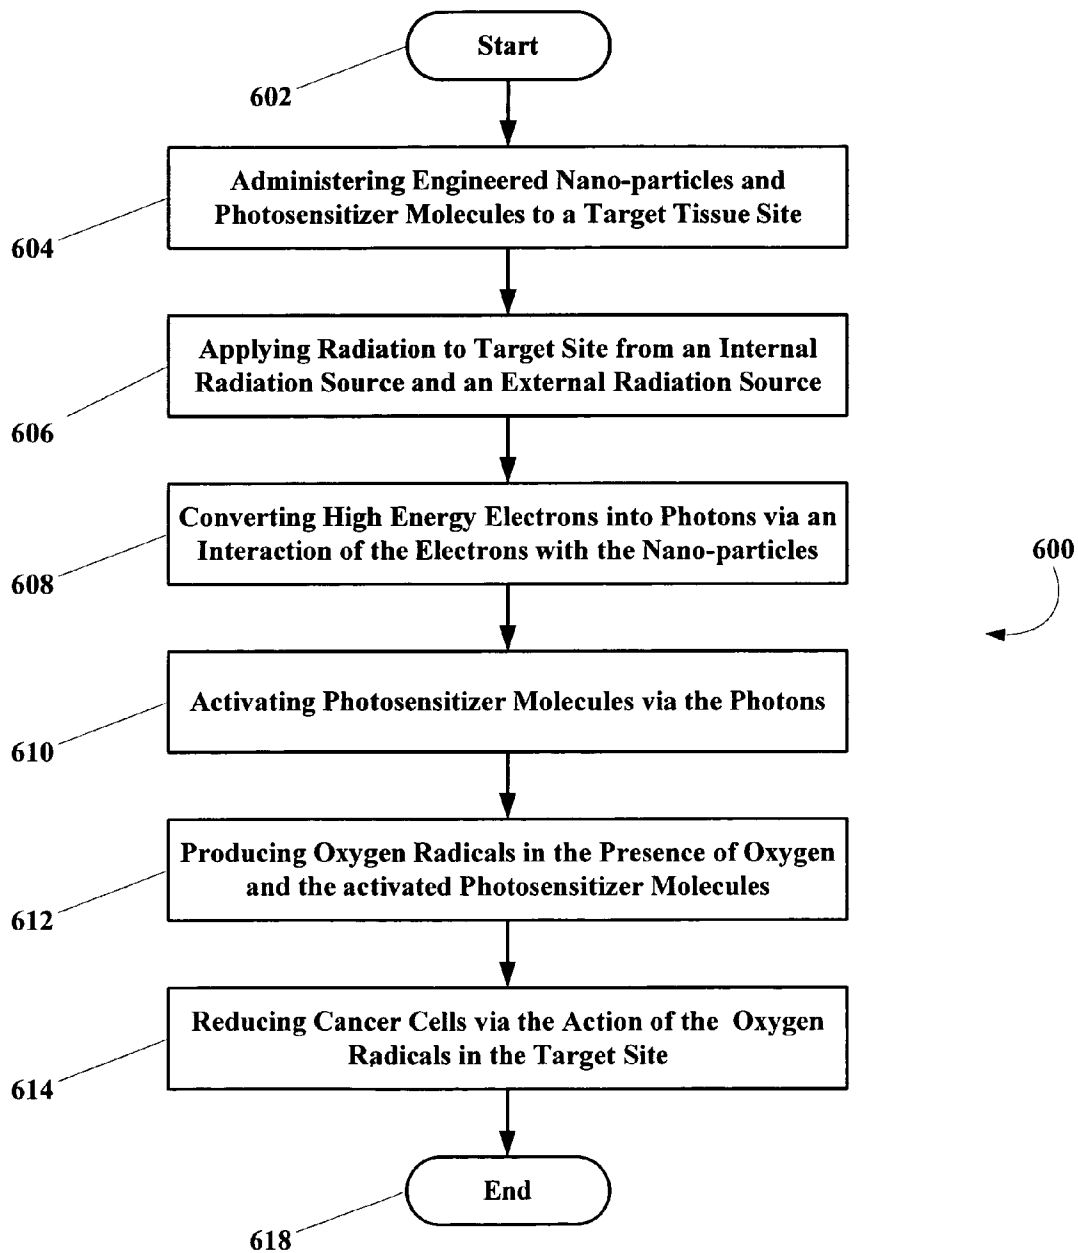 Start
602
Administering Engineered Nano-particles and
Photosensitizer Molecules to a Target Tissue Site
604
Applying Radiation to Target Site from an Internal
Radiation Source and an External Radiation Source
606
Converting High Energy Electrons into Photons via an
Interaction of the Electrons with the Nano-particles
608
600
Activating Photosensitizer Molecules via the Photons
610
Producing Oxygen Radicals in the Presence of Oxygen
and the activated Photosensitizer Molecules
612
Reducing Cancer Cells via the Action of the Oxygen
Radicals in the Target Site
614
End
618